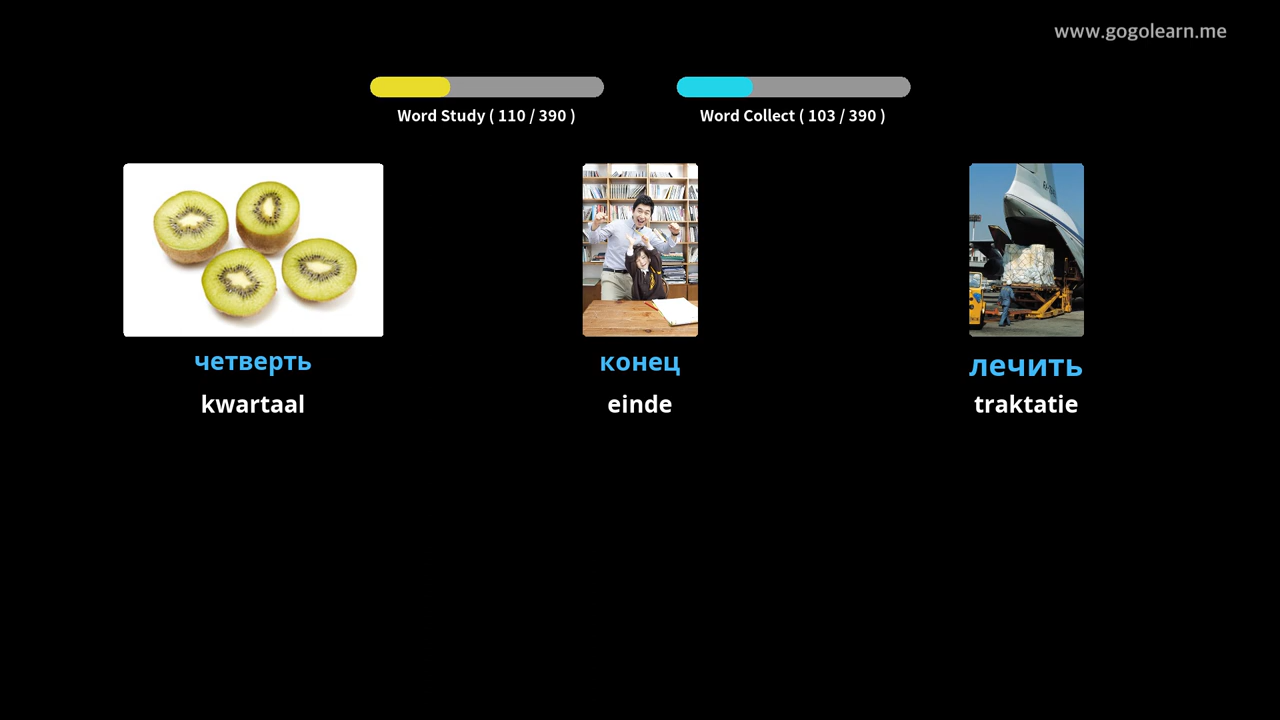 www.gogolearn.me
Word Study ( 110 / 390 )
Word Collect ( 103 / 390 )
четверть
kwartaal
конец
einde
лечить
traktatie